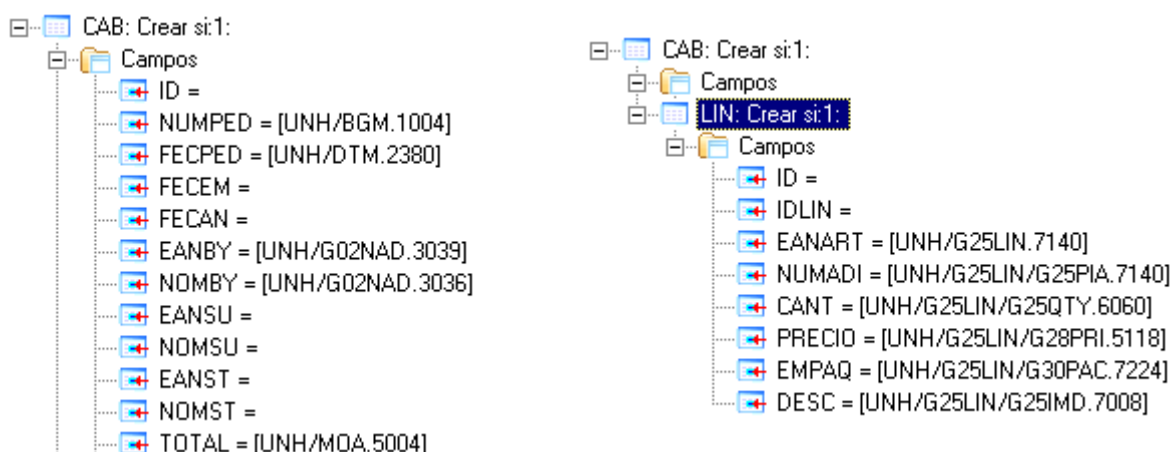 CAB: Crear si:1:
Campos
ID =
NUMPED = [UNH/BGM.1004]
FECPED = [UNH/DTM.2380]
FECEM =
FECAN =
EANBY = [UNH/G02NAD.3039]
NOMBY = [UNH/G02NAD.3036]
EANSU =
NOMSU =
EANST =
NOMST =
TOTAL = [UNH/MOA.5004]
CAB: Crear si:1:
Campos
LIN: Crear si:1:
Campos
ID =
IDLIN =
EANART = [UNH/G25LIN.7140]
NUMADI = [UNH/G25LIN/G25PIA.7140]
CANT = [UNH/G25LIN/G25QTY.6060]
PRECIO = [UNH/G25LIN/G28PRI.5118]
EMPAQ = [UNH/G25LIN/G30PAC.7224]
DESC = [UNH/G25LIN/G25IMD.7008]